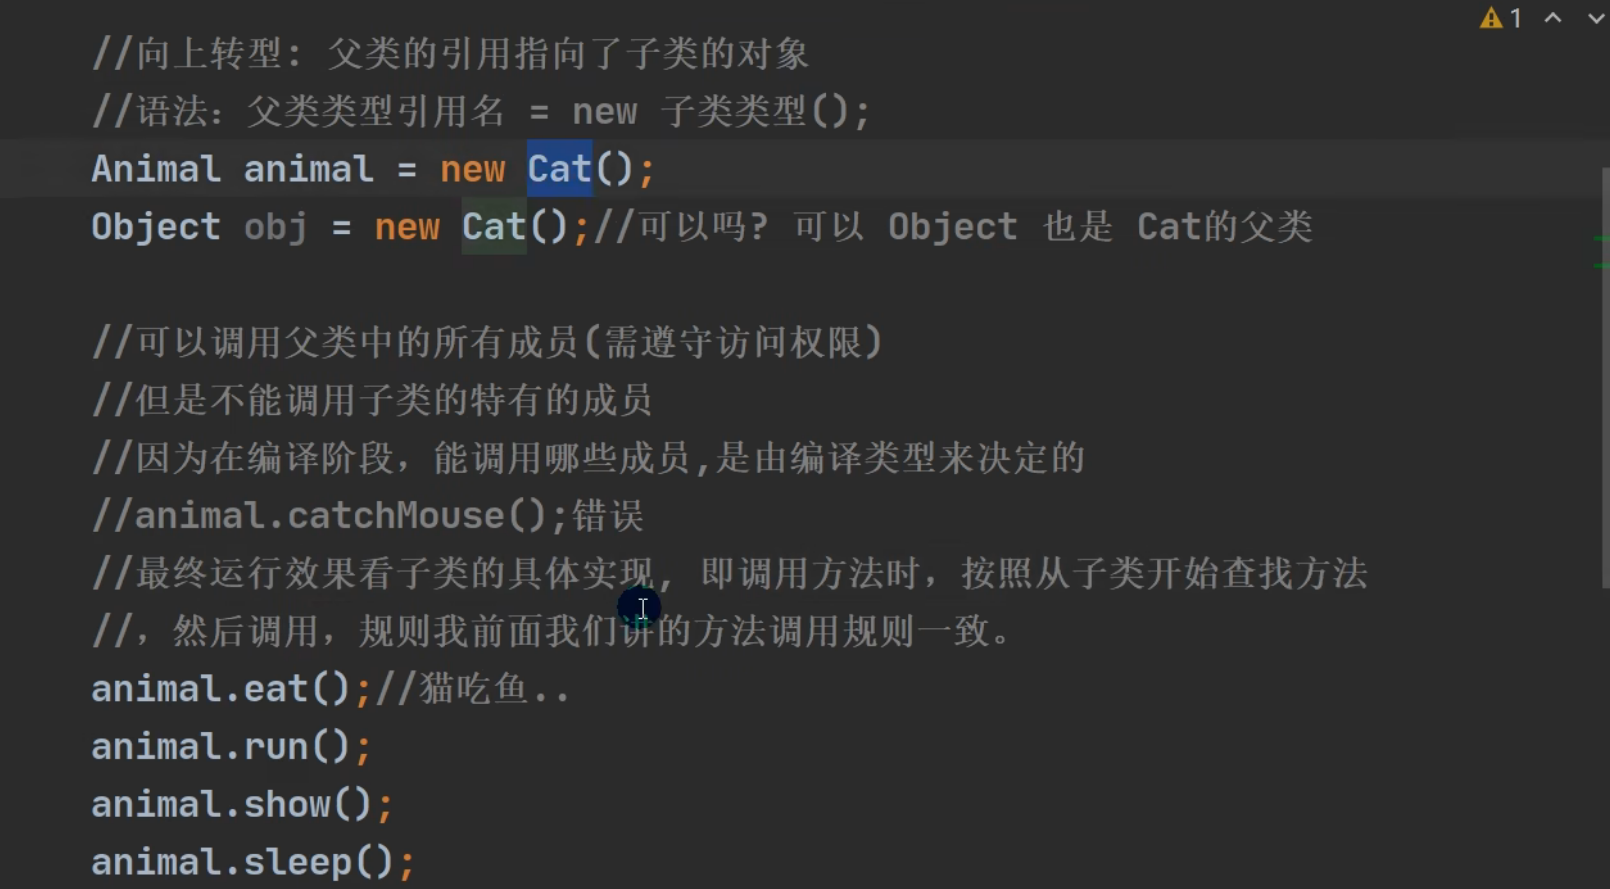 1
//向上转型: 父类的引用指向了子类的对象
//语法：父类类型引用名 = new 子类类型();
Animal animal = new Cat();
Object obj = new Cat();//可以吗? 可以 Object 也是 Cat的父类
//可以调用父类中的所有成员(需遵守访问权限)
//但是不能调用子类的特有的成员
//因为在编译阶段，能调用哪些成员,是由编译类型来决定的
//animal.catchMouse();错误
//最终运行效果看子类的具体实现, 即调用方法时，按照从子类开始查找方法
//，然后调用，规则我前面我们讲的方法调用规则一致。
animal.eat();//猫吃鱼..
animal.run();
animal.show();
animal.sleep();